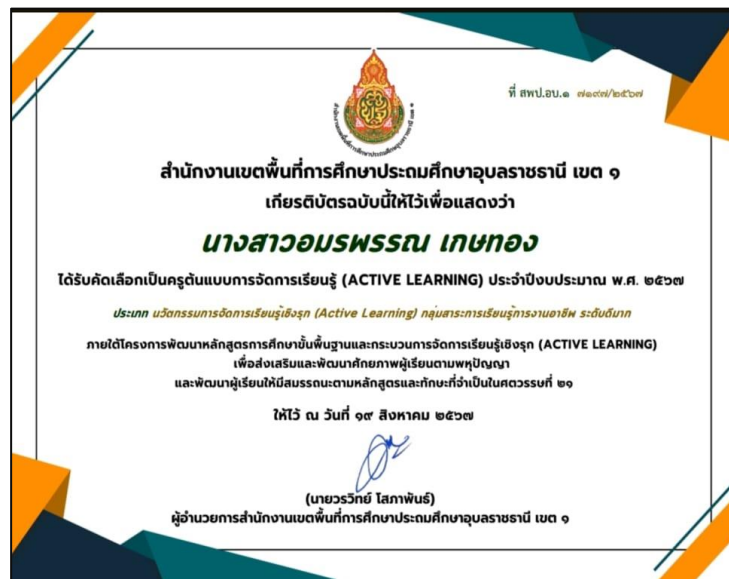 ที่ สพป.อบ.๑ ๗๑๙๗/๒๕๖๗
สำนักงานเขตพื้นที่การศึกษาประถมศึกษาอุบลราชธานี เขต ๑
เกียรติบัตรฉบับนี้ให้ไว้เพื่อแสดงว่า
นางสาวอมรพรรณ เกษทอง
ได้รับคัดเลือกเป็นครูต้นแบบการจัดการเรียนรู้ (ACTIVE LEARNING) ประจำปีงบประมาณ พ.ศ. ๒๕๖๗
ประเภท นวัตกรรมการจัดการเรียนรู้เชิงรุก (Active Learning) กลุ่มสาระการเรียนรู้การงานอาชีพ ระดับดีมาก
ภายใต้โครงการพัฒนาหลักสูตรการศึกษาขั้นพื้นฐานและกระบวนการจัดการเรียนรู้เชิงรุก (ACTIVE LEARNING)
เพื่อส่งเสริมและพัฒนาศักยภาพผู้เรียนตามพหุปัญญา
และพัฒนาผู้เรียนให้มีสมรรถนะตามหลักสูตรและทักษะที่จำเป็นในศตวรรษที่ ๒๑
ให้ไว้ ณ วันที่ ๑๙ สิงหาคม ๒๕๖๗
(นายวรวิทย์ โสภาพันธ์)
ผู้อำนวยการสำนักงานเขตพื้นที่การศึกษาประถมศึกษาอุบลราชธานี เขต ๑